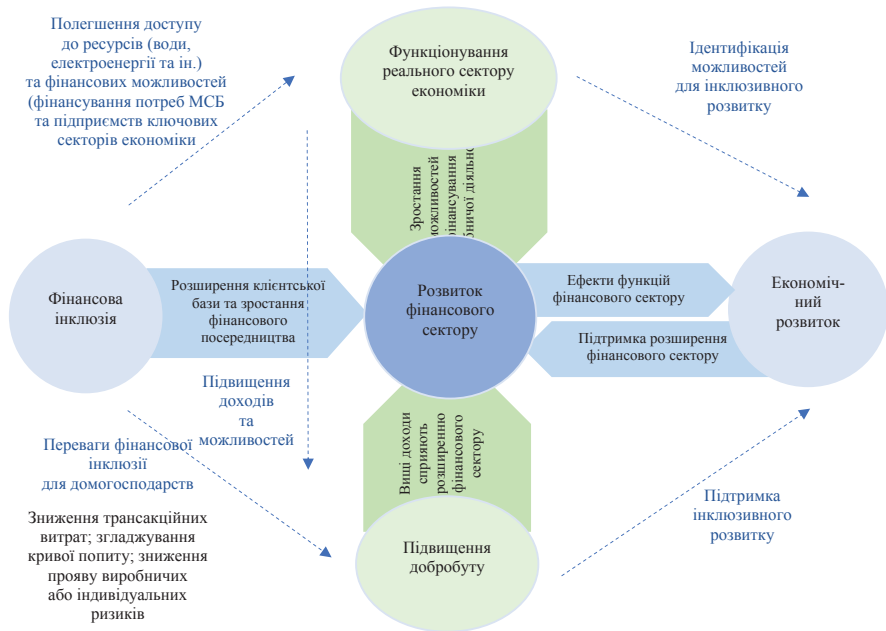 Полегшення доступу
до ресурсів (води,
електроенергії та ін.)
та фінансових можливостей
(фінансування потреб МСБ
та підприємств ключових
секторів економіки
Функціонування
реального сектору
економіки
Ідентифікація
можливостей
для інклюзивного
розвитку
Зростання
можливостей
фінансування
Фінансова
інклюзія
Розширення клієнтської
бази та зростання
фінансового
посередництва
Розвиток
фінансового
сектору
Ефекти функцій
фінансового сектору
Підтримка розширення
фінансового сектору
Економіч-
ний
розвиток
Підвищення
доходів
та
можливостей
Переваги фінансової
інклюзії
для домогосподарств
Зниження трансакційних
витрат; згладжування
кривої попиту; зниження
прояву виробничих
або індивідуальних
ризиків
Вищі доходи
сприяють
розширенню
фінансового
сектору
Підвищення
добробуту
Підтримка
інклюзивного
розвитку